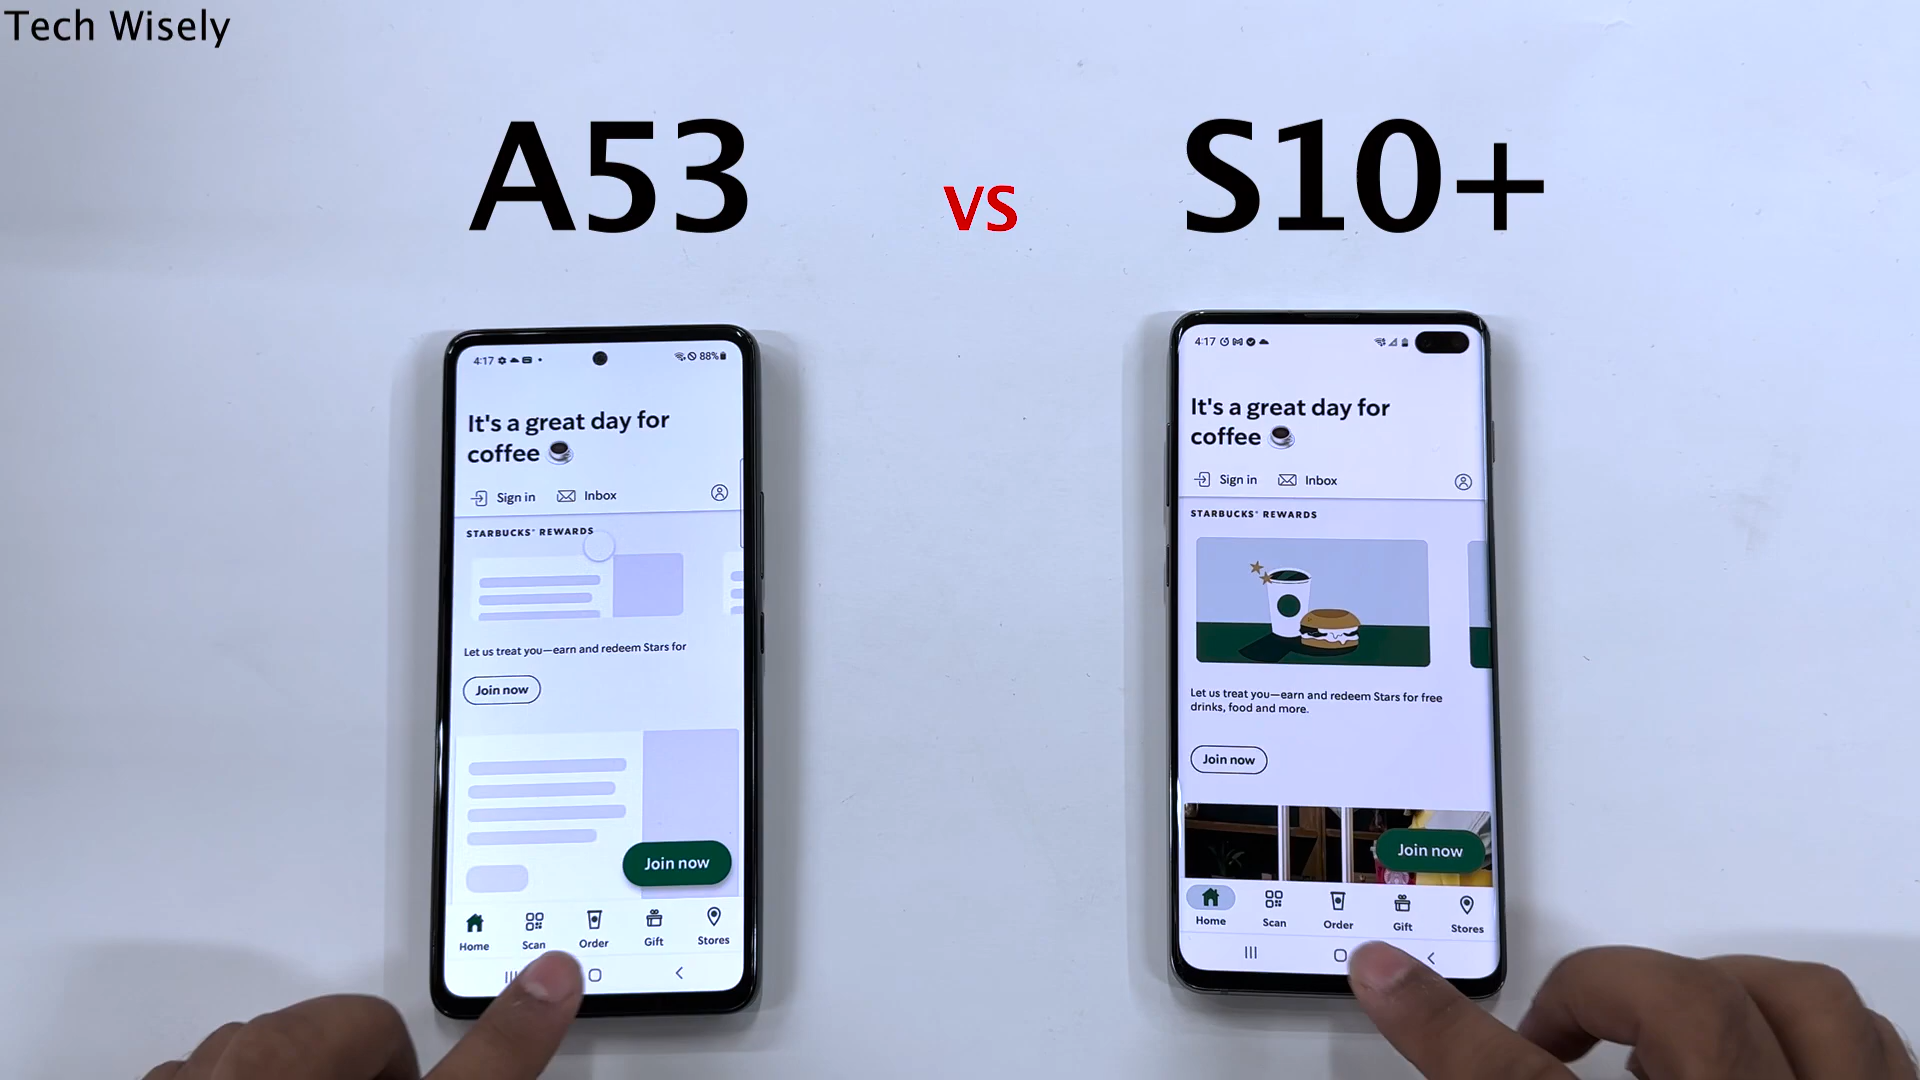 Tech Wisely
A53 vs S10+
4:17
88%
It's a great day for
coffee
Sign in
Inbox
STARBUCKS® REWARDS
Let us treat you—earn and redeem Stars for
Join now
Join now
Home
Scan
Order
Gift
Stores
4:17
It's a great day for
coffee
Sign in
Inbox
STARBUCKS® REWARDS
Let us treat you—earn and redeem Stars for free
drinks, food and more.
Join now
Join now
Home
Scan
Order
Gift
Stores